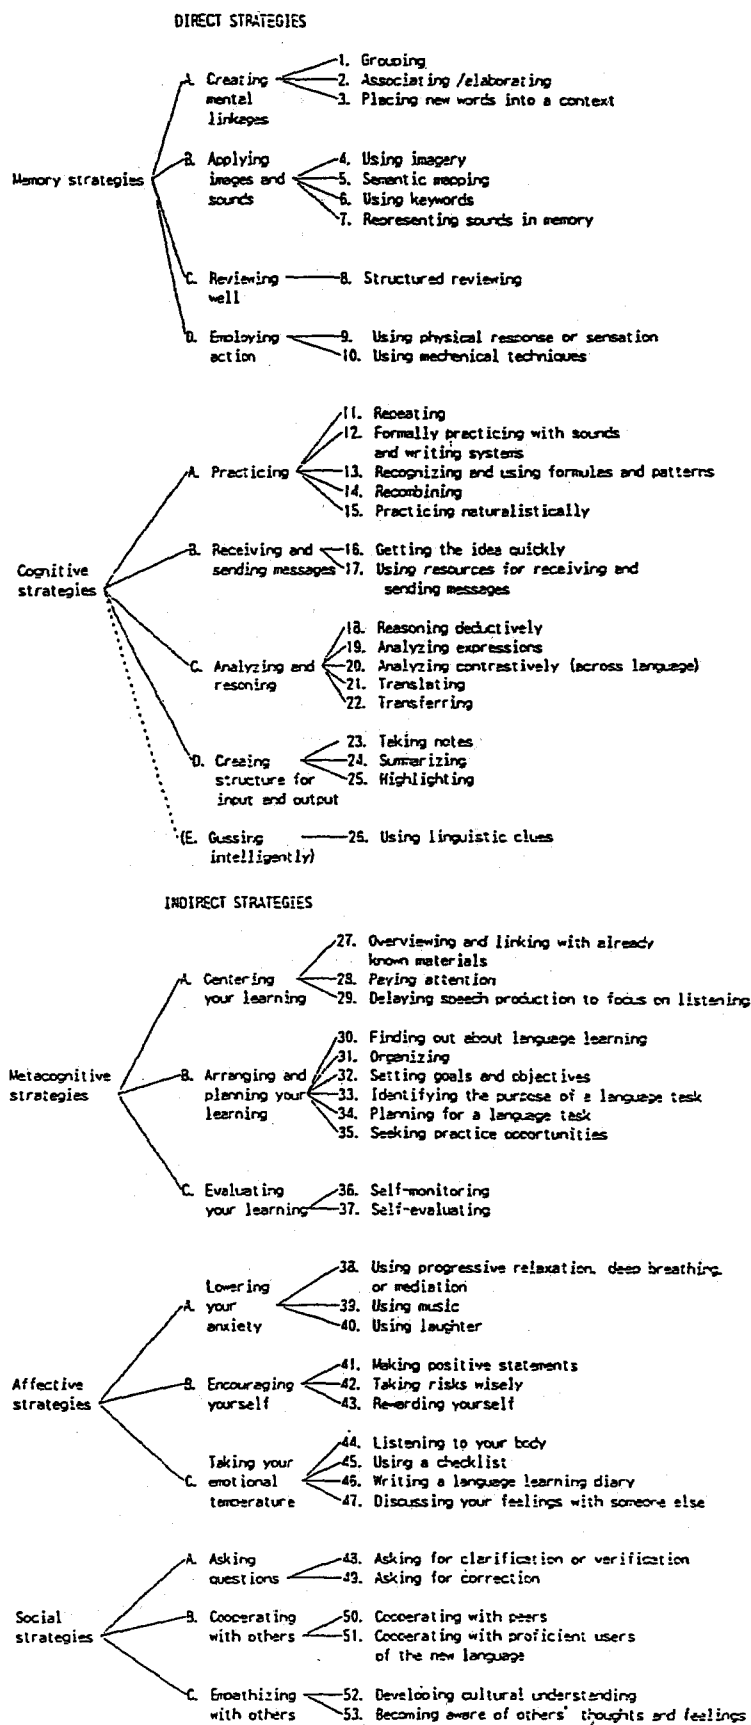 DIRECT STRATEGIES
Memory strategies
A. Creating
mental
linkages
1. Grouping
2. Associating /elaborating
3. Placing new words into a context
B. Applying
images and
sounds
4. Using imagery
5. Semantic mapping
6. Using keywords
7. Representing sounds in memory
C. Reviewing
well
8. Structured reviewing
D. Employing
action
9. Using physical response or sensation
10. Using mechenical techniques
Cognitive
strategies
A. Practicing
11. Repeating
12. Formally practicing with sounds
and writing systems
13. Recognizing and using formulas and patterns
14. Recombining
15. Practicing naturalistically
B. Receiving and
sending messages
16. Getting the idea quickly
17. Using resources for receiving and
sending messages
C. Analyzing and
resoning
18. Reasoning deductively
19. Analyzing expressions
20. Analyzing contrastively (across language)
21. Translating
22. Transferring
D. Creaing
structure for
input and output
23. Taking notes
24. Summarizing
25. Highlighting
(E. Gussing
intelligently)
26. Using linguistic clues
INDIRECT STRATEGIES
Metacognitive
strategies
A. Centering
your learning
27. Overviewing and linking with already
known materials
28. Paying attention
29. Delaying speech production to focus on listening
B. Arranging and
planning your
learning
30. Finding out about language learning
31. Organizing
32. Setting goals and objectives
33. Identifying the purpose of a language task
34. Planning for a language task
35. Seeking practice opportunities
C. Evaluating
your learning
36. Self-monitoring
37. Self-evaluating
Affective
strategies
A. Lowering
your
anxiety
38. Using progressive relaxation, deep breathing
or mediation
39. Using music
40. Using laughter
B. Encouraging
yourself
41. Making positive statements
42. Taking risks wisely
43. Rewarding yourself
C. Taking your
emotional
temperature
44. Listening to your body
45. Using a checklist
46. Writing a language learning diary
47. Discussing your feelings with someone else
Social
strategies
A. Asking
questions
48. Asking for clarification or verification
49. Asking for correction
B. Cooperating
with others
50. Cooperating with peers
51. Cooperating with proficient users
of the new language
C. Empathizing
with others
52. Developing cultural understanding
53. Becoming aware of others' thoughts and feelings